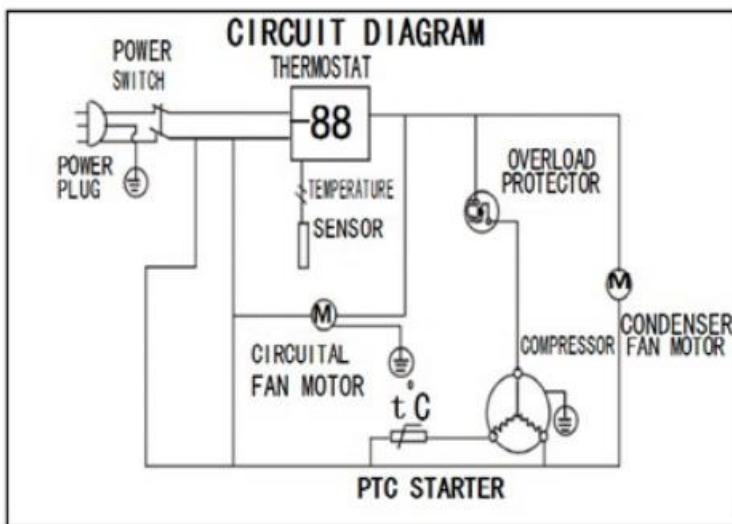 CIRCUIT DIAGRAM
POWER
SWITCH
THERMOSTAT
-88
POWER
PLUG
TEMPERATURE
SENSOR
OVERLOAD
PROTECTOR
M
M
CIRCUITAL
FAN MOTOR
COMPRESSOR
CONDENSER
FAN MOTOR
t°C
PTC STARTER